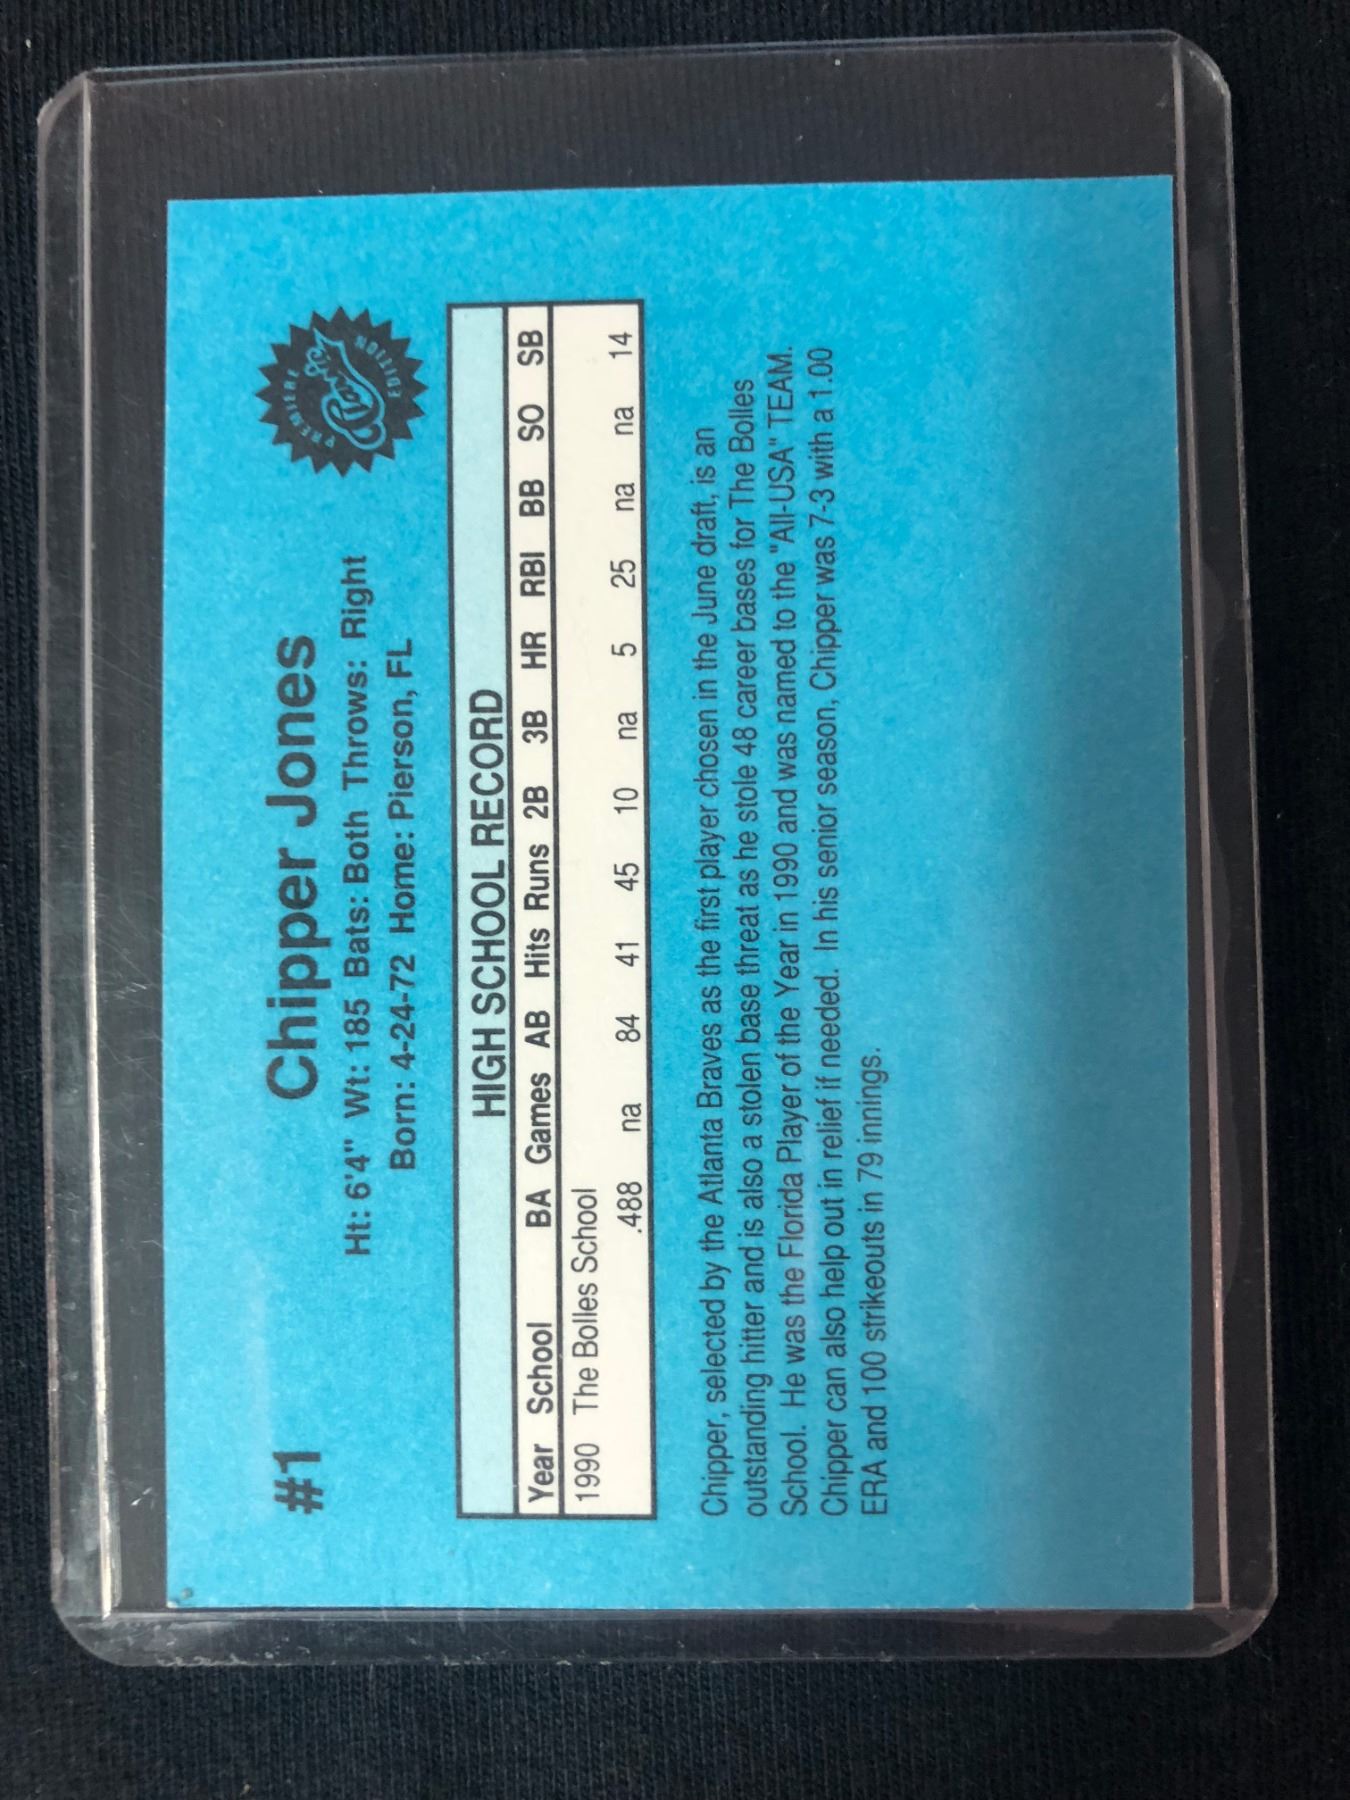 #1
Chipper Jones
PREMIERE
Classic
EDITION
Ht: 6'4" Wt: 185 Bats: Both Throws: Right
Born: 4-24-72 Home: Pierson, FL
HIGH SCHOOL RECORD
Year School BA Games AB Hits Runs 2B 3B HR RBI BB SO SB
1990 The Bolles School
.488 na 84 41 45 10 na 5 25 na na 14
Chipper, selected by the Atlanta Braves as the first player chosen in the June draft, is an
outstanding hitter and is also a stolen base threat as he stole 48 career bases for The Bolles
School. He was the Florida Player of the Year in 1990 and was named to the "All-USA" TEAM.
Chipper can also help out in relief if needed. In his senior season, Chipper was 7-3 with a 1.00
ERA and 100 strikeouts in 79 innings.